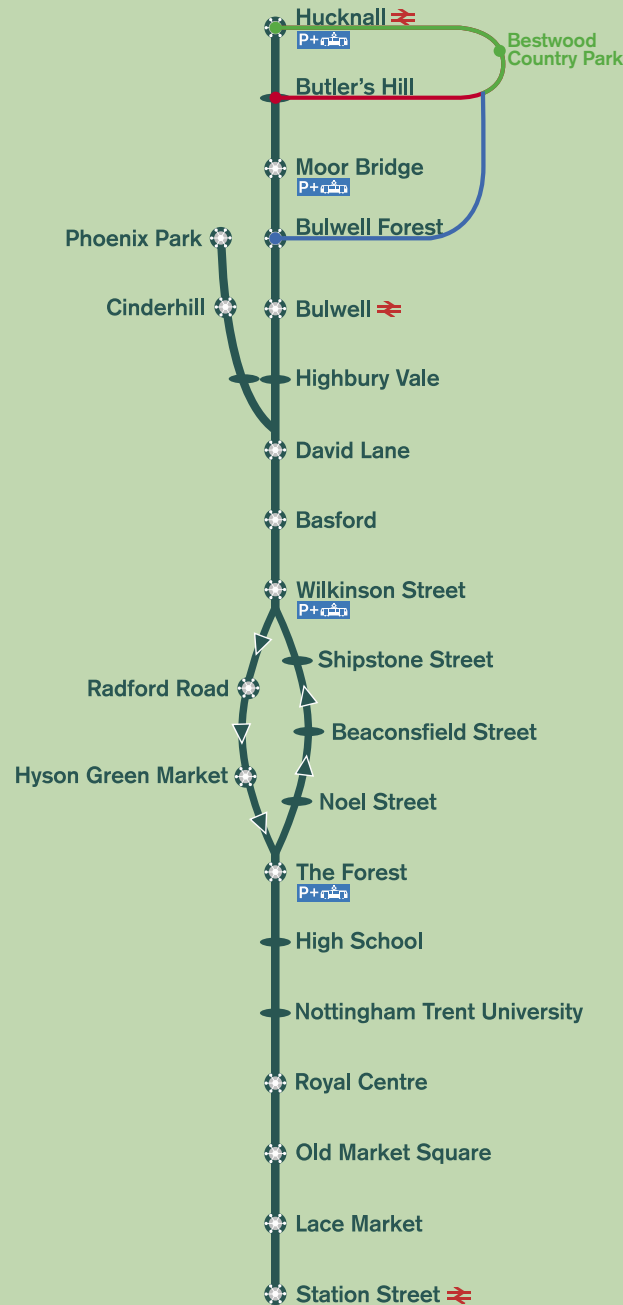 Hucknall
P+
Bestwood
Country Park
Butler's Hill
Moor Bridge
P+
Phoenix Park
Bulwell Forest
Cinderhill
Bulwell
Highbury Vale
David Lane
Basford
Wilkinson Street
P+
Shipstone Street
Radford Road
Beaconsfield Street
Hyson Green Market
Noel Street
The Forest
P+
High School
Nottingham Trent University
Royal Centre
Old Market Square
Lace Market
Station Street